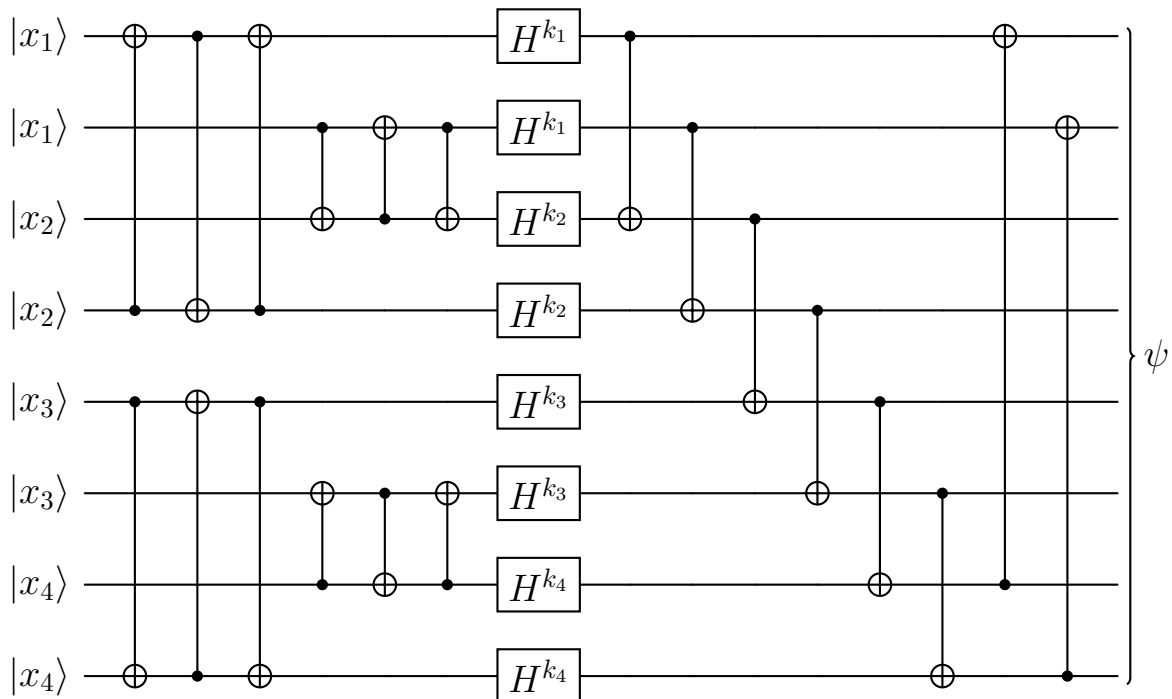 |x₁⟩ H^{k₁}
|x₁⟩ H^{k₁}
|x₂⟩ H^{k₂}
|x₂⟩ H^{k₂}
ψ
|x₃⟩ H^{k₃}
|x₃⟩ H^{k₃}
|x₄⟩ H^{k₄}
|x₄⟩ H^{k₄}